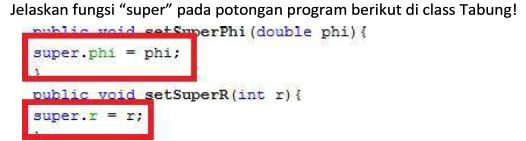 Jelaskan fungsi “super” pada potongan program berikut di class Tabung!
public void setSuperPhi(double phi){
super.phi = phi;
}
public void setSuperR(int r){
super.r = r;